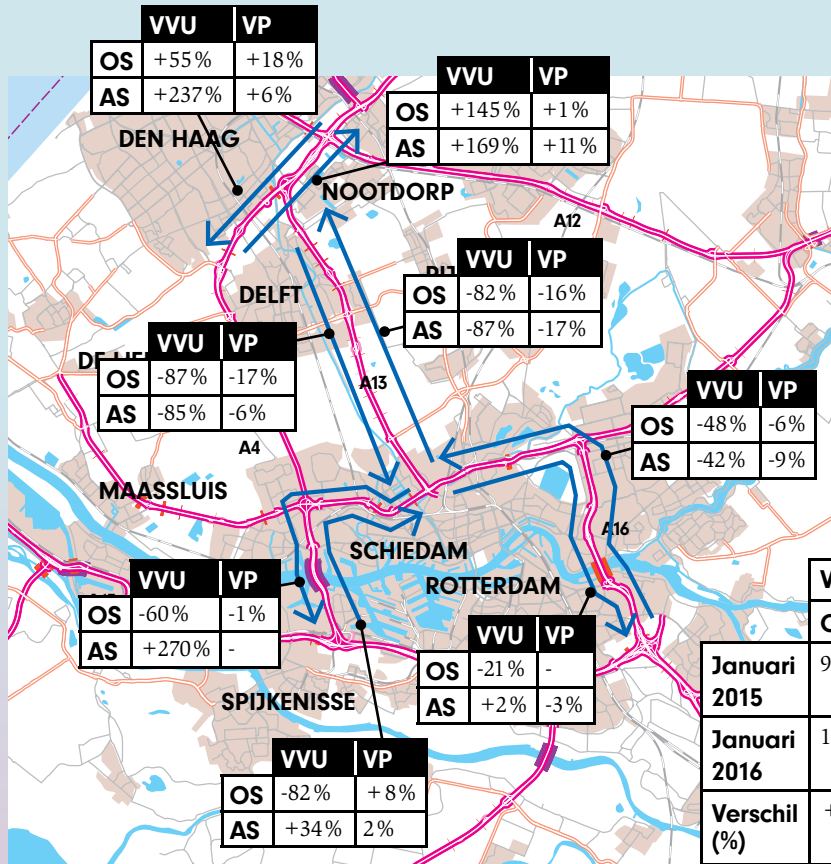 VVU VP
OS +55% +18%
AS +237% +6%
VVU VP
OS +145% +1%
AS +169% +11%
DEN HAAG
NOOTDORP
A12
VVU VP
OS -82% -16%
AS -87% -17%
DELFT
VVU VP
OS -87% -17%
AS -85% -6%
A13
VVU VP
OS -48% -6%
AS -42% -9%
A4
MAASSLUIS
A16
SCHIEDAM
ROTTERDAM
VVU VP
OS -60% -1%
AS +270% -
VVU VP
OS -21% -
AS +2% -3%
SPIJKENISSE
VVU VP
OS -82% +8%
AS +34% 2%
Januari
2015
Januari
2016
Verschil
(%)